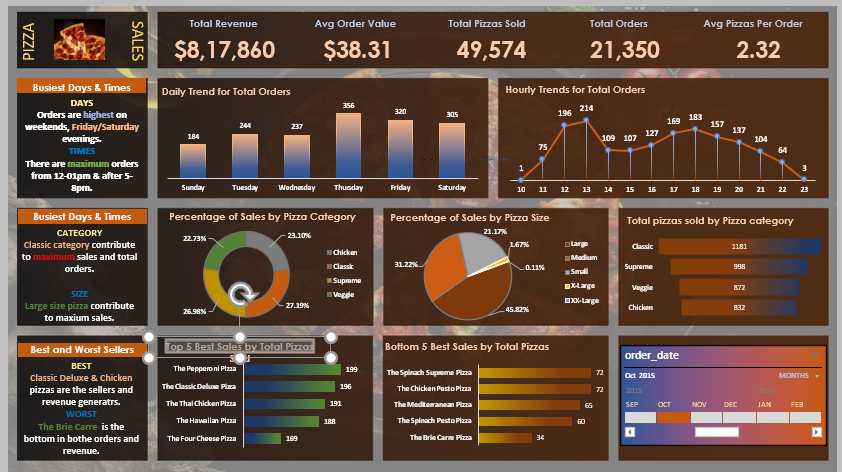 PIZZA
SALES
Total Revenue
$8,17,860
Avg Order Value
$38.31
Total Pizzas Sold
49,574
Total Orders
21,350
Avg Pizzas Per Order
2.32
Busiest Days & Times
DAYS
Orders are highest on
weekends, Friday/Saturday
evenings.
TIMES
There are maximum orders
from 12-01pm & after 5-
8pm.
Daily Trend for Total Orders
184
244
237
356
320
305
Sunday
Tuesday
Wednesday
Thursday
Friday
Saturday
Hourly Trends for Total Orders
1
75
196
214
109
107
127
169
183
157
137
104
64
3
10 11 12 13 14 15 16 17 18 19 20 21 22 23
Busiest Days & Times
CATEGORY
Classic category contribute
to maximum sales and total
orders.
SIZE
Large size pizza contribute
to maxium sales.
Percentage of Sales by Pizza Category
22.73%
23.10%
26.98%
27.19%
Chicken
Classic
Supreme
Veggie
Percentage of Sales by Pizza Size
21.17%
1.67%
0.11%
31.22%
45.82%
Large
Medium
Small
X-Large
XX-Large
Total pizzas sold by Pizza category
Classic 1181
Supreme 998
Veggie 872
Chicken 832
Best and Worst Sellers
BEST
Classic Deluxe & Chicken
pizzas are the sellers and
revenue generatrs.
WORST
The Brie Carre is the
bottom in bothe orders and
revenue.
Top 5 Best Sales by Total Pizzas
The Pepperoni Pizza 199
The Classic Deluxe Pizza 196
The Thai Chicken Pizza 191
The Hawaiian Pizza 188
The Four Cheese Pizza 169
Bottom 5 Best Sales by Total Pizzas
The Spinach Supreme Pizza 72
The Chicken Pesto Pizza 72
The Mediterranean Pizza 65
The Spinach Pesto Pizza 60
The Brie Carre Pizza 34
order_date
Oct 2015
MONTHS
2015
SEP OCT NOV DEC JAN FEB